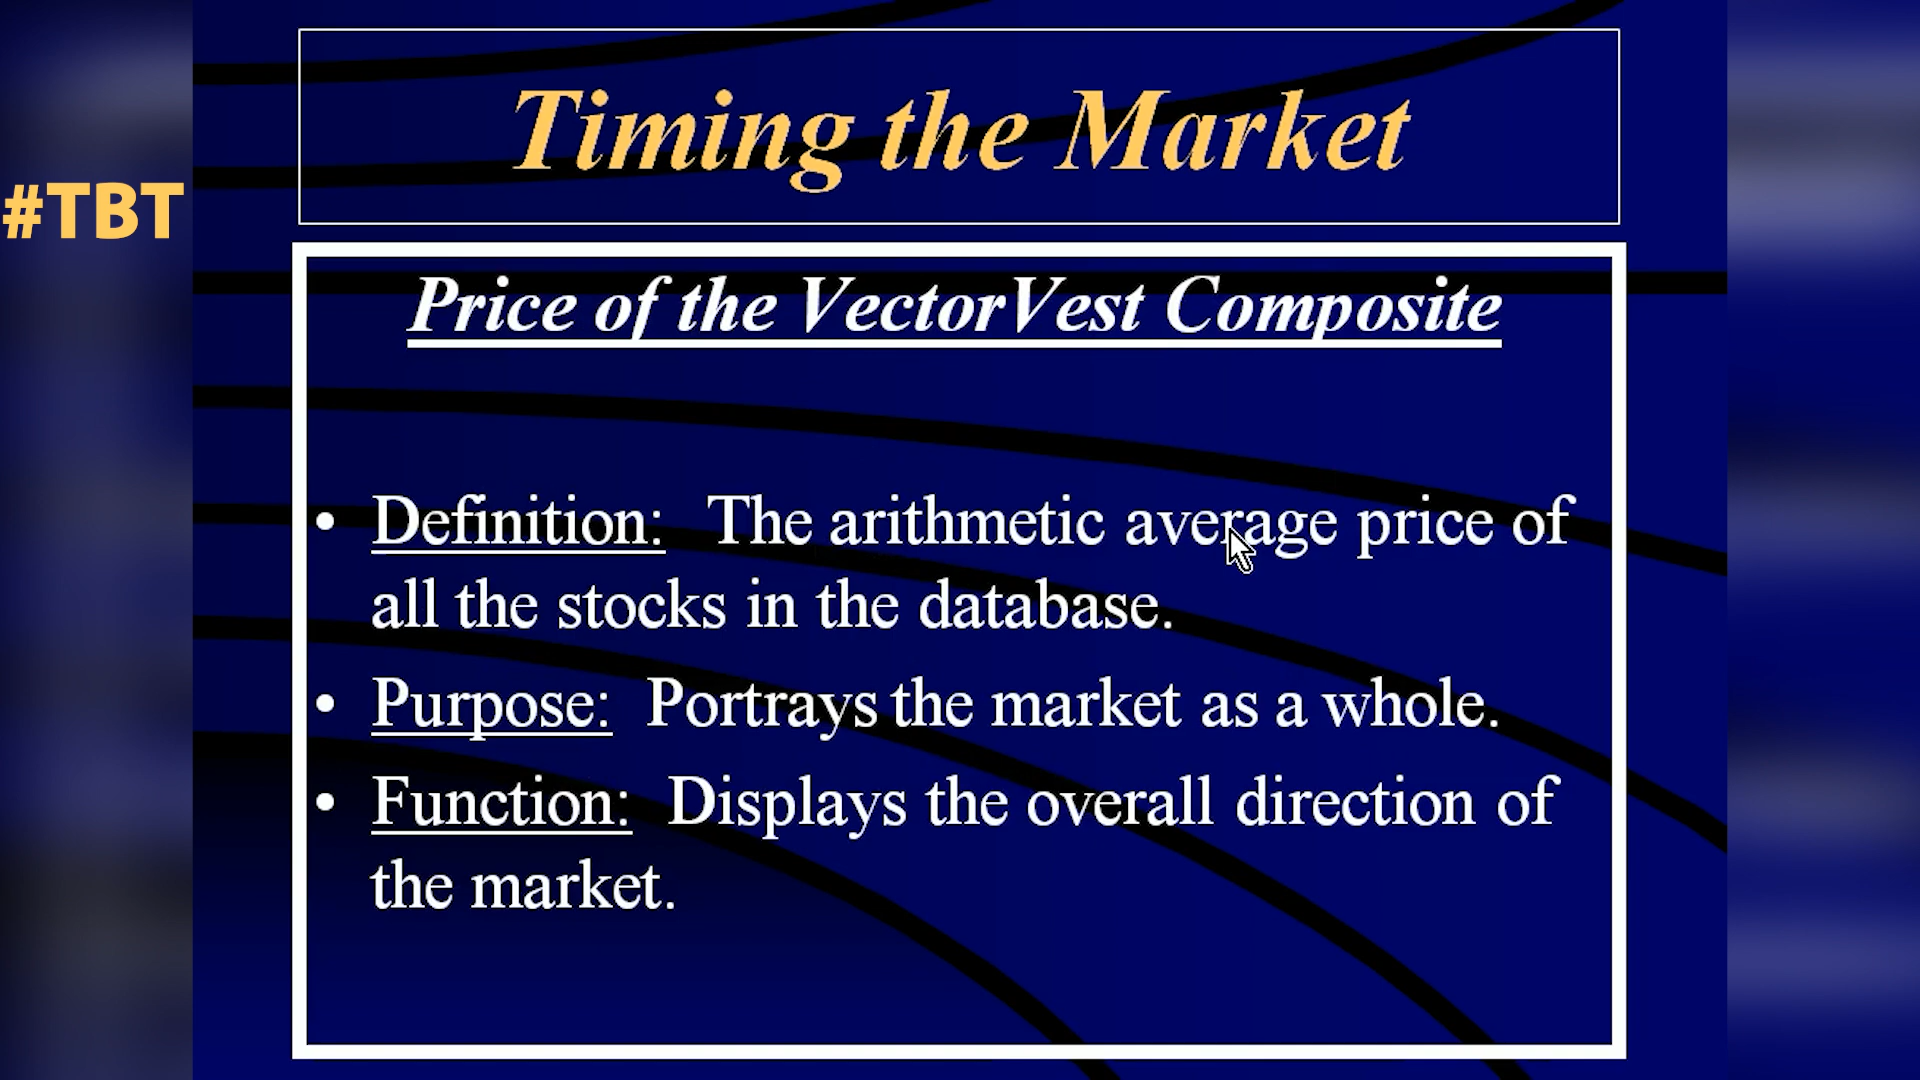 Timing the Market
#TBT
Price of the VectorVest Composite
• Definition: The arithmetic average price of
all the stocks in the database.
• Purpose: Portrays the market as a whole.
• Function: Displays the overall direction of
the market.